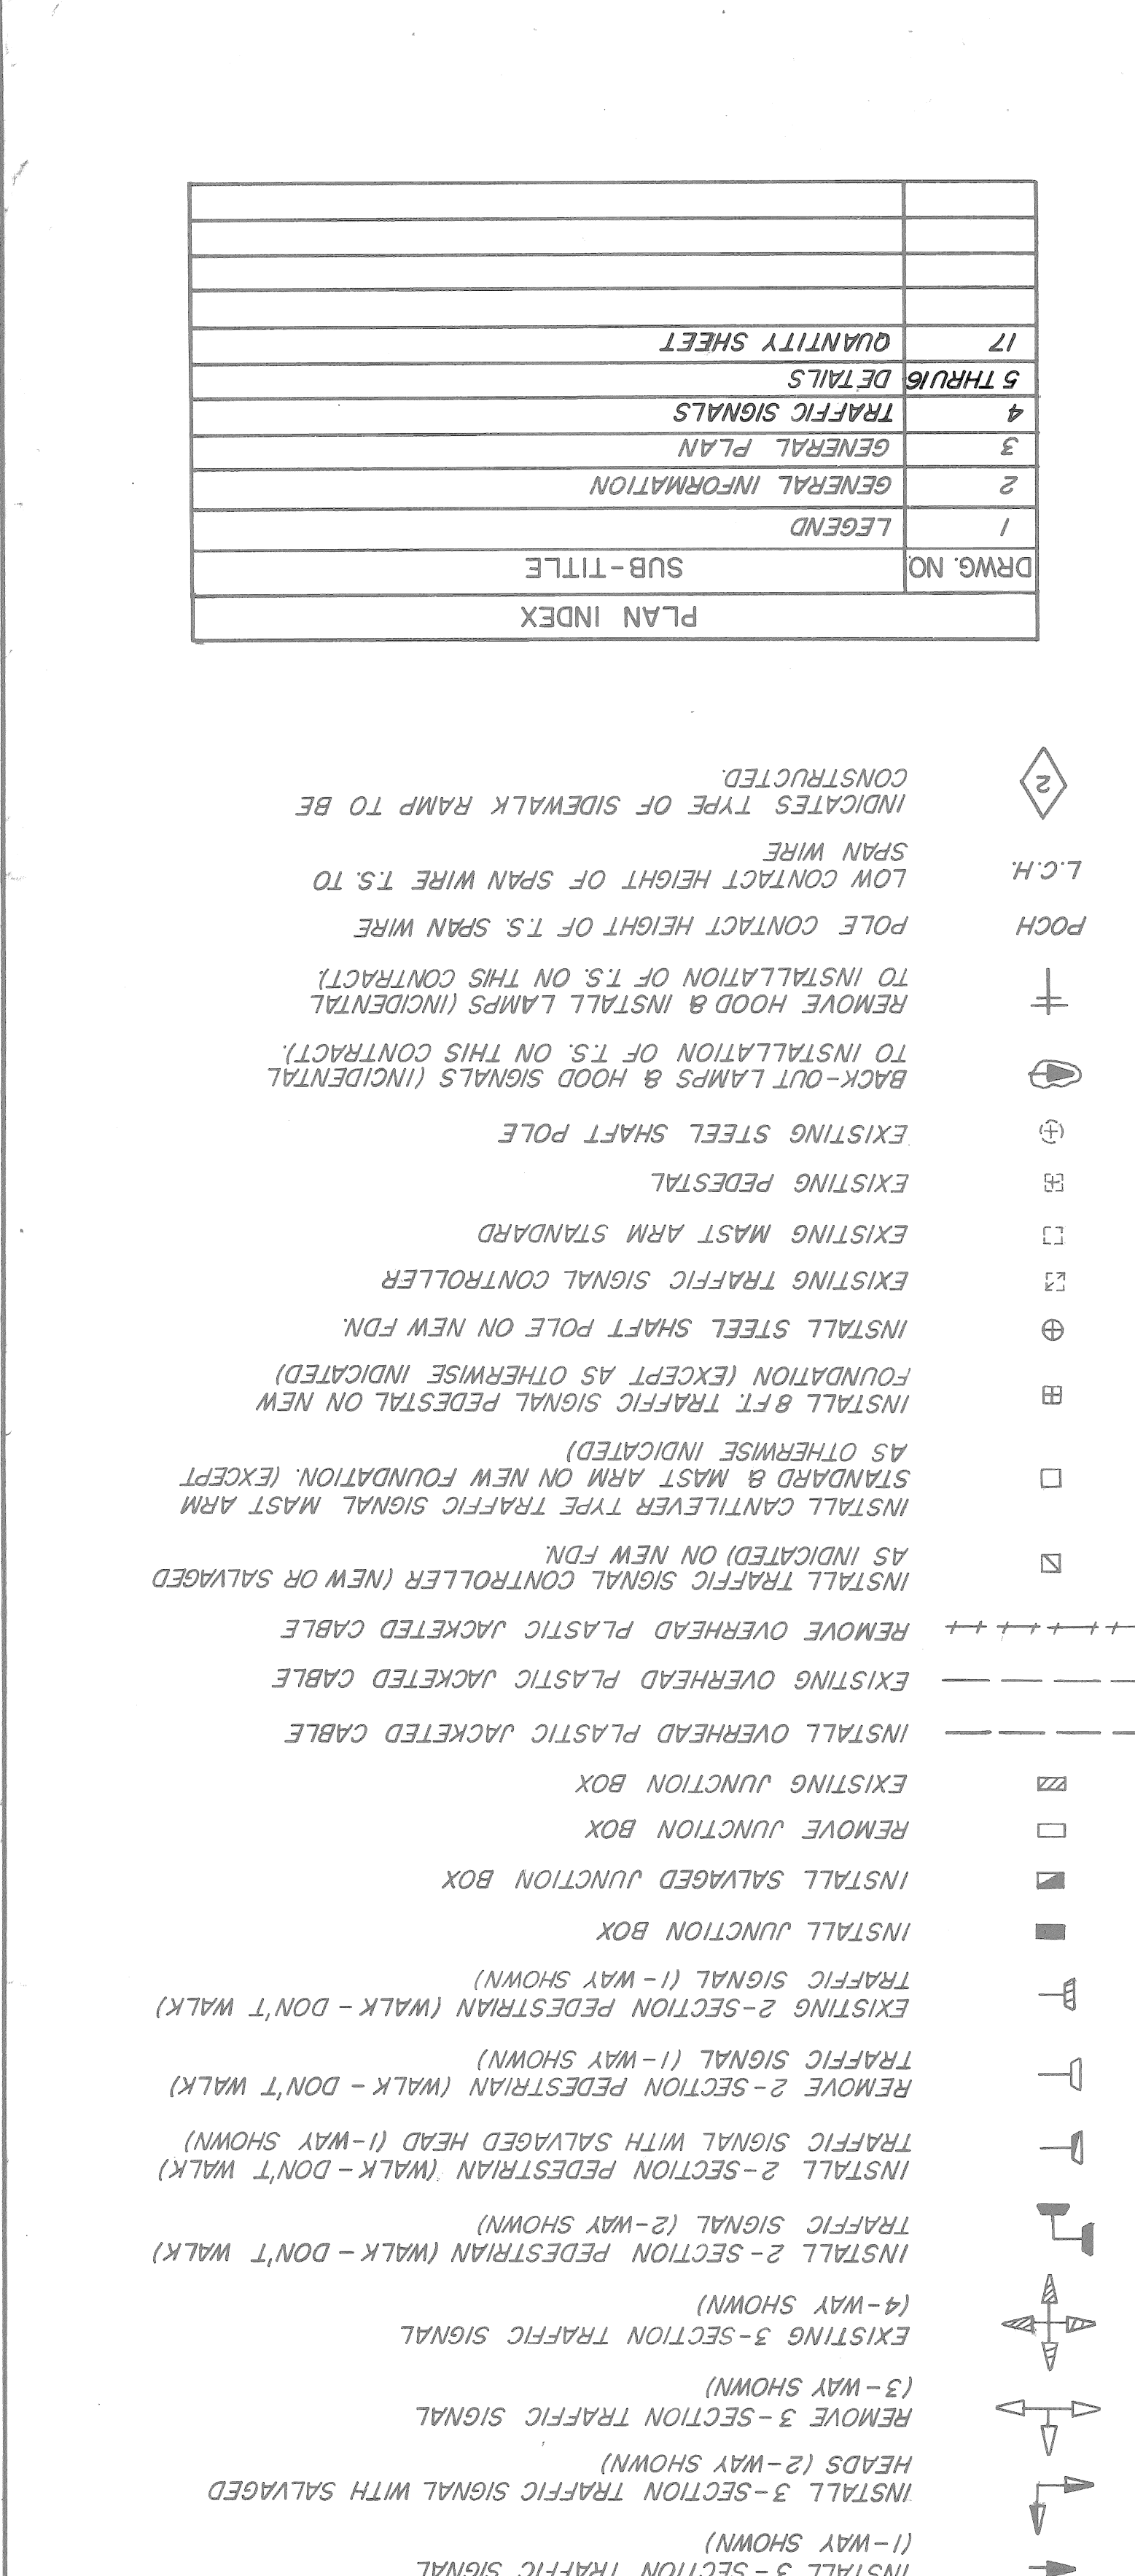 INSTALL 3-SECTION TRAFFIC SIGNAL
(1-WAY SHOWN)
INSTALL 3-SECTION TRAFFIC SIGNAL WITH SALVAGED
HEADS (2-WAY SHOWN)
REMOVE 3-SECTION TRAFFIC SIGNAL
(3-WAY SHOWN)
EXISTING 3-SECTION TRAFFIC SIGNAL
(4-WAY SHOWN)
INSTALL 2-SECTION PEDESTRIAN (WALK - DON'T WALK)
TRAFFIC SIGNAL (2-WAY SHOWN)
INSTALL 2-SECTION PEDESTRIAN (WALK - DON'T WALK)
TRAFFIC SIGNAL WITH SALVAGED HEAD (1-WAY SHOWN)
REMOVE 2-SECTION PEDESTRIAN (WALK - DON'T WALK)
TRAFFIC SIGNAL (1-WAY SHOWN)
EXISTING 2-SECTION PEDESTRIAN (WALK - DON'T WALK)
TRAFFIC SIGNAL (1-WAY SHOWN)
INSTALL JUNCTION BOX
INSTALL SALVAGED JUNCTION BOX
REMOVE JUNCTION BOX
EXISTING JUNCTION BOX
INSTALL OVERHEAD PLASTIC JACKETED CABLE
EXISTING OVERHEAD PLASTIC JACKETED CABLE
REMOVE OVERHEAD PLASTIC JACKETED CABLE
INSTALL TRAFFIC SIGNAL CONTROLLER (NEW OR SALVAGED
AS INDICATED) ON NEW FDN.
INSTALL CANTILEVER TYPE TRAFFIC SIGNAL MAST ARM
STANDARD & MAST ARM ON NEW FOUNDATION. (EXCEPT
AS OTHERWISE INDICATED)
INSTALL 8 FT. TRAFFIC SIGNAL PEDESTAL ON NEW
FOUNDATION (EXCEPT AS OTHERWISE INDICATED)
INSTALL STEEL SHAFT POLE ON NEW FDN.
EXISTING TRAFFIC SIGNAL CONTROLLER
EXISTING MAST ARM STANDARD
EXISTING PEDESTAL
EXISTING STEEL SHAFT POLE
BACK-OUT LAMPS & HOOD SIGNALS (INCIDENTAL
TO INSTALLATION OF T.S. ON THIS CONTRACT).
REMOVE HOOD & INSTALL LAMPS (INCIDENTAL
TO INSTALLATION OF T.S. ON THIS CONTRACT.)
POCH POLE CONTACT HEIGHT OF T.S. SPAN WIRE
L.C.H. LOW CONTACT HEIGHT OF SPAN WIRE T.S. TO
SPAN WIRE
2 INDICATES TYPE OF SIDEWALK RAMP TO BE
CONSTRUCTED.
PLAN INDEX
DRWG. NO. SUB-TITLE
1 LEGEND
2 GENERAL INFORMATION
3 GENERAL PLAN
4 TRAFFIC SIGNALS
5 THRU 16 DETAILS
17 QUANTITY SHEET